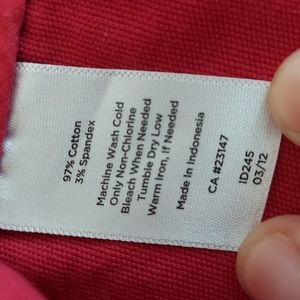 97% Cotton
3% Spandex
Machine Wash Cold
Only Non-Chlorine
Bleach When Needed
Tumble Dry Low
Warm Iron, If Needed
Made In Indonesia
CA #23147
ID245
03/12